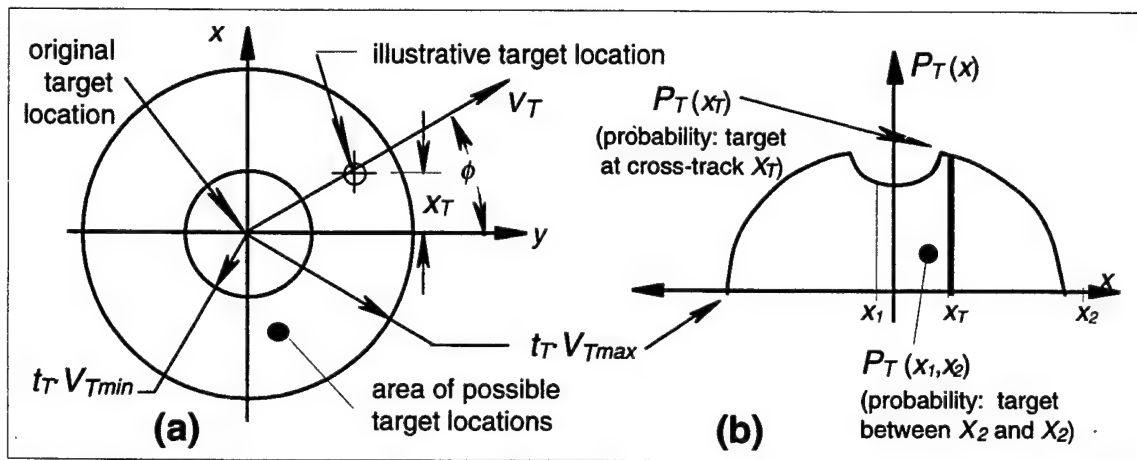 x
original
target
location
illustrative target location
V_T
ϕ
X_T
y
t_T·V_Tmin
t_T·V_Tmax
area of possible
target locations
(a)
P_T(x)
P_T(x_T)
(probability: target
at cross-track X_T)
x
x_1
x_T
x_2
P_T(x_1,x_2)
(probability: target
between X_2 and X_2)
(b)